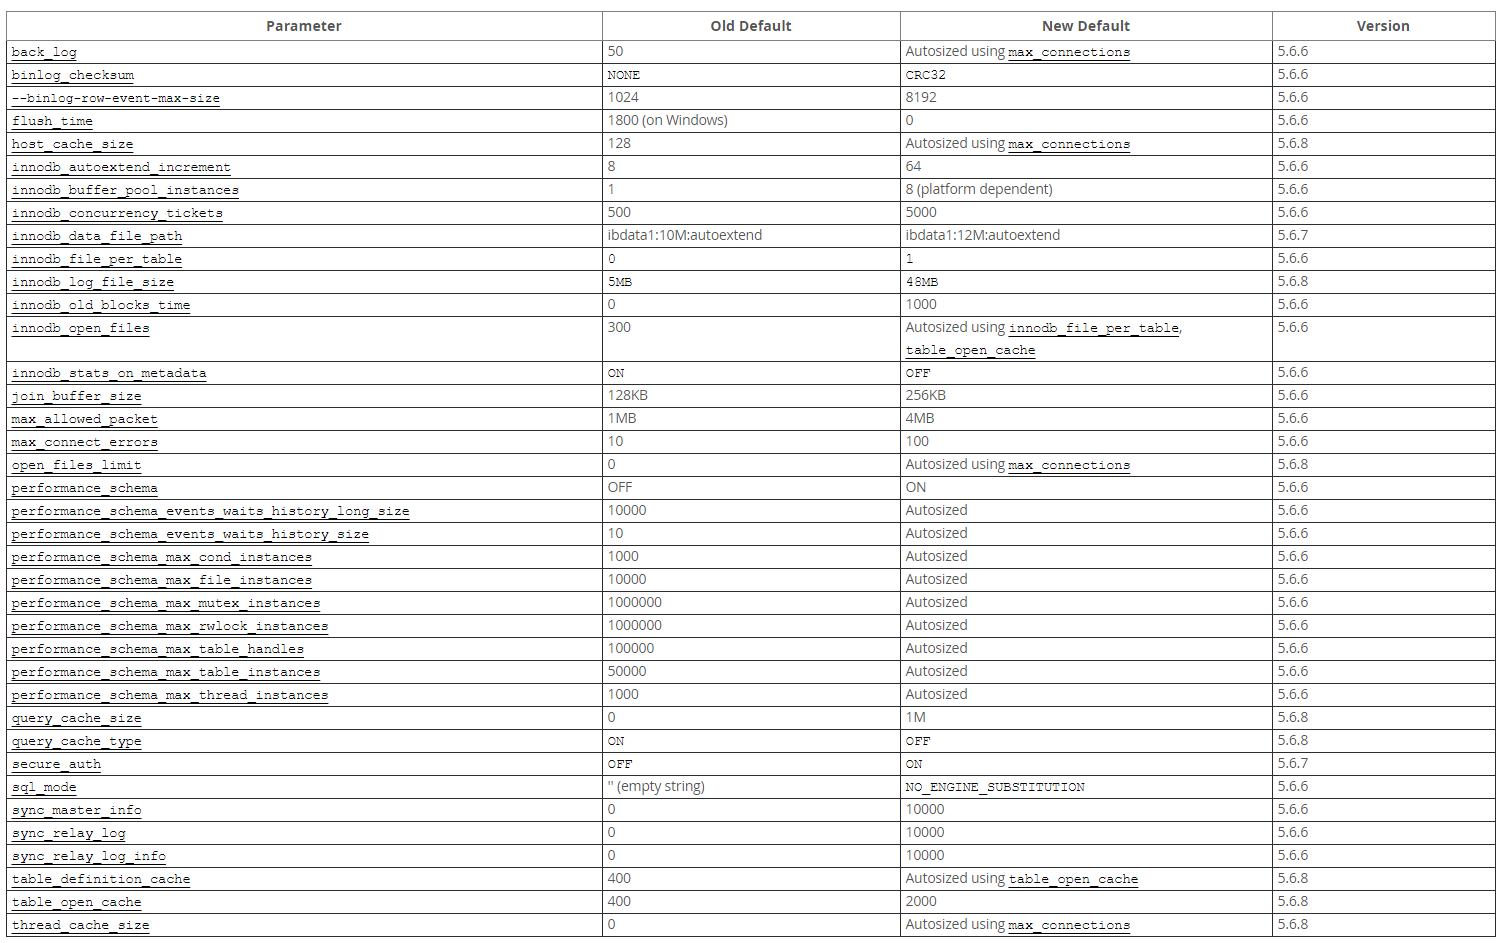 Parameter Old Default New Default Version
back_log 50 Autosized using max_connections 5.6.6
binlog_checksum NONE CRC32 5.6.6
--binlog-row-event-max-size 1024 8192 5.6.6
flush_time 1800 (on Windows) 0 5.6.6
host_cache_size 128 Autosized using max_connections 5.6.8
innodb_autoextend_increment 8 64 5.6.6
innodb_buffer_pool_instances 1 8 (platform dependent) 5.6.6
innodb_concurrency_tickets 500 5000 5.6.6
innodb_data_file_path ibdata1:10M:autoextend ibdata1:12M:autoextend 5.6.7
innodb_file_per_table 0 1 5.6.6
innodb_log_file_size 5MB 48MB 5.6.8
innodb_old_blocks_time 0 1000 5.6.6
innodb_open_files 300 Autosized using innodb_file_per_table, 5.6.6
table_open_cache
innodb_stats_on_metadata ON OFF 5.6.6
join_buffer_size 128KB 256KB 5.6.6
max_allowed_packet 1MB 4MB 5.6.6
max_connect_errors 10 100 5.6.6
open_files_limit 0 Autosized using max_connections 5.6.8
performance_schema OFF ON 5.6.6
performance_schema_events_waits_history_long_size 10000 Autosized 5.6.6
performance_schema_events_waits_history_size 10 Autosized 5.6.6
performance_schema_max_cond_instances 1000 Autosized 5.6.6
performance_schema_max_file_instances 10000 Autosized 5.6.6
performance_schema_max_mutex_instances 1000000 Autosized 5.6.6
performance_schema_max_rwlock_instances 1000000 Autosized 5.6.6
performance_schema_max_table_handles 100000 Autosized 5.6.6
performance_schema_max_table_instances 50000 Autosized 5.6.6
performance_schema_max_thread_instances 1000 Autosized 5.6.6
query_cache_size 0 1M 5.6.8
query_cache_type ON OFF 5.6.8
secure_auth OFF ON 5.6.7
sql_mode '' (empty string) NO_ENGINE_SUBSTITUTION 5.6.6
sync_master_info 0 10000 5.6.6
sync_relay_log 0 10000 5.6.6
sync_relay_log_info 0 10000 5.6.6
table_definition_cache 400 Autosized using table_open_cache 5.6.8
table_open_cache 400 2000 5.6.8
thread_cache_size 0 Autosized using max_connections 5.6.8